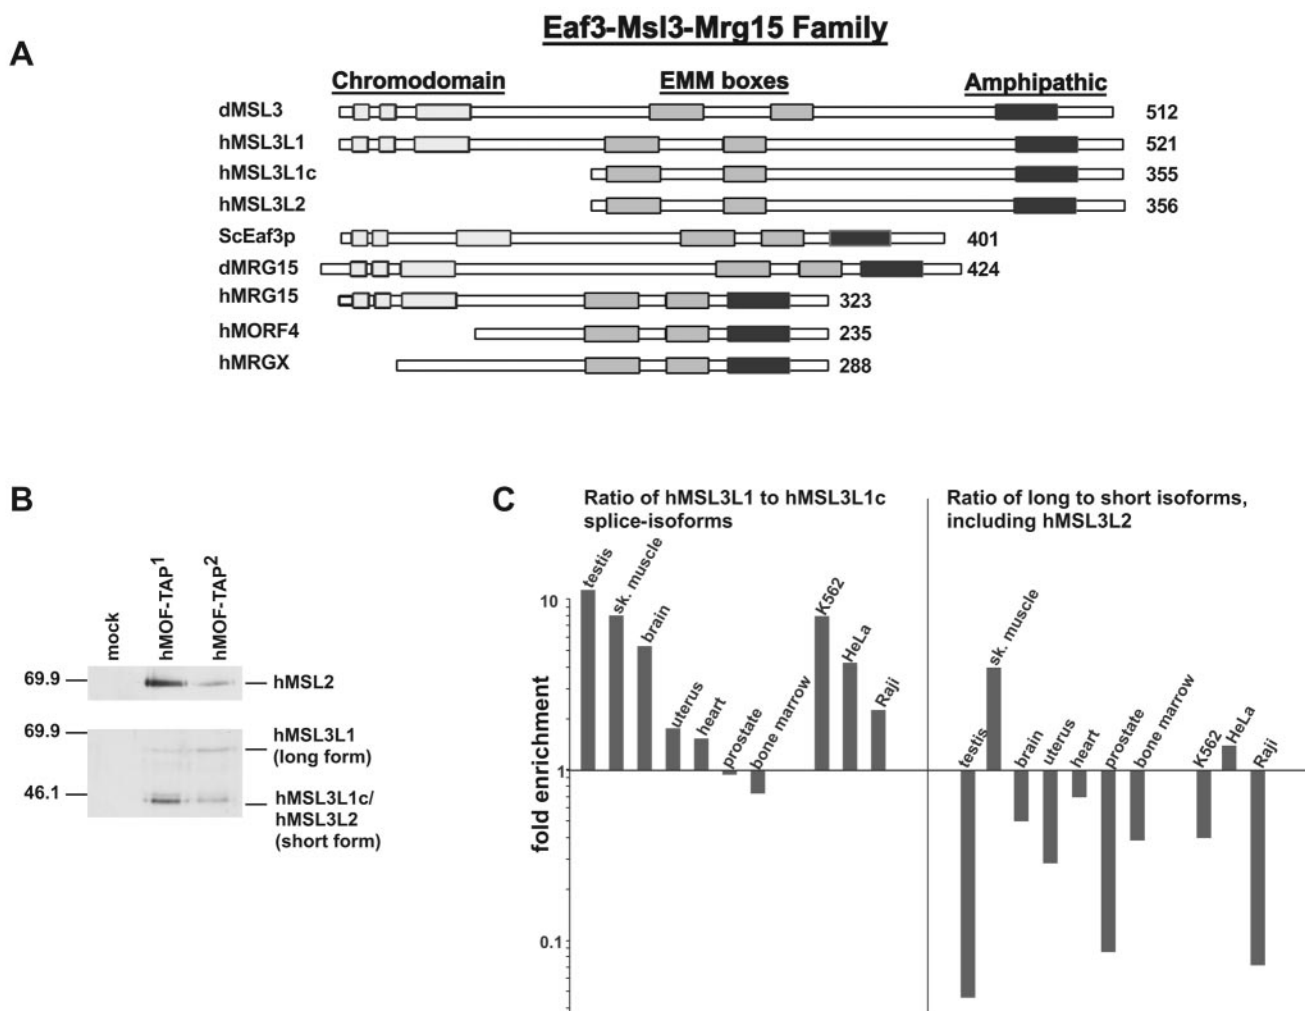 Eaf3-Msl3-Mrg15 Family
A
Chromodomain EMM boxes Amphipathic
dMSL3 512
hMSL3L1 521
hMSL3L1c 355
hMSL3L2 356
ScEaf3p 401
dMRG15 424
hMRG15 323
hMORF4 235
hMRGX 288
B
mock
hMOF-TAP1
hMOF-TAP2
69.9 hMSL2
69.9 hMSL3L1
(long form)
46.1 hMSL3L1c/
hMSL3L2
(short form)
C
Ratio of hMSL3L1 to hMSL3L1c
splice-isoforms
Ratio of long to short isoforms,
including hMSL3L2
fold enrichment
10
1
0.1
testis
sk. muscle
brain
uterus
heart
prostate
bone marrow
K562
HeLa
Raji
testis
sk. muscle
brain
uterus
heart
prostate
bone marrow
K562
HeLa
Raji